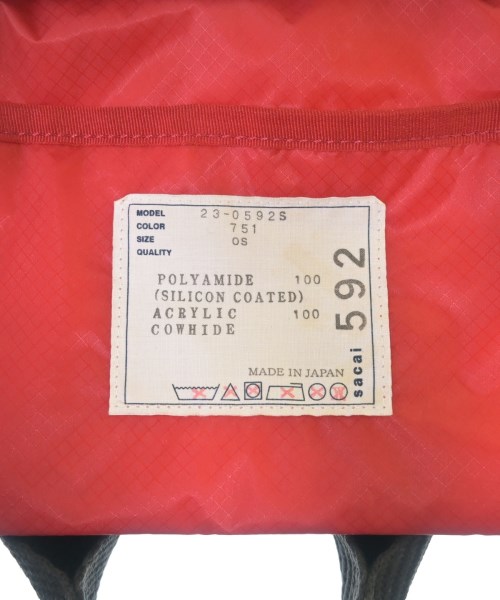 MODEL 23-0592S
COLOR 751
SIZE OS
QUALITY
POLYAMIDE 100
(SILICON COATED)
ACRYLIC 100
COWHIDE
MADE IN JAPAN
sacai 592